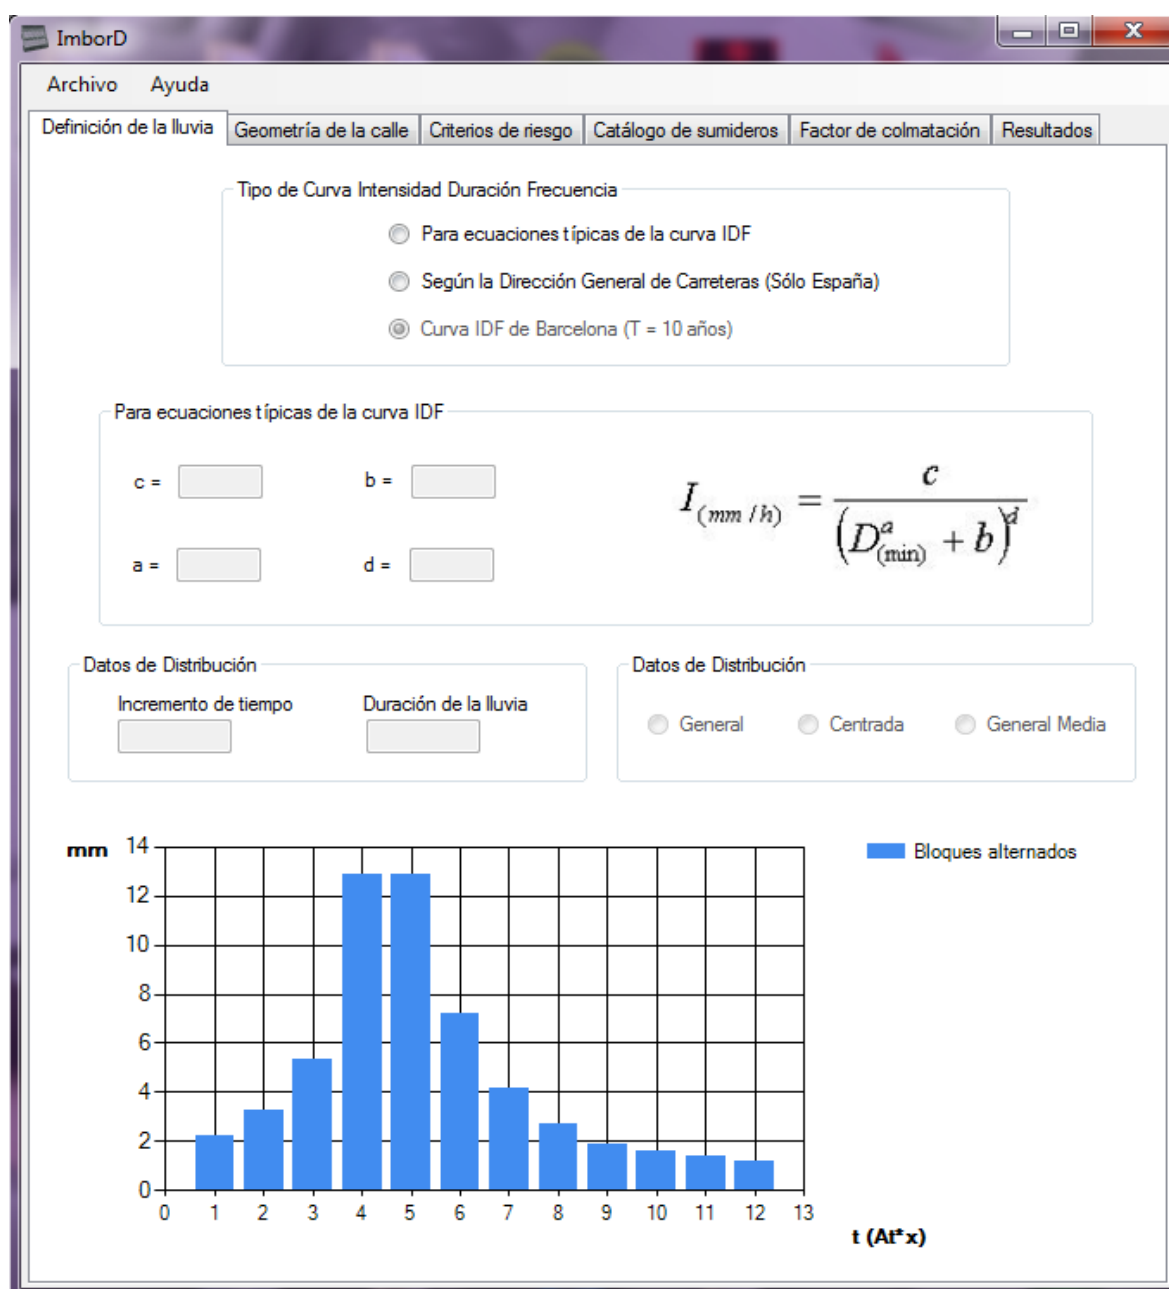 ImborD
Archivo Ayuda
Definición de la lluvia Geometría de la calle Criterios de riesgo Catálogo de sumideros Factor de colmatación Resultados
Tipo de Curva Intensidad Duración Frecuencia
Para ecuaciones típicas de la curva IDF
Según la Dirección General de Carreteras (Sólo España)
Curva IDF de Barcelona (T = 10 años)
Para ecuaciones típicas de la curva IDF
c = b =
a = d =
I (mm /h) = c / (D^a (min) + b)^d
Datos de Distribución Datos de Distribución
Incremento de tiempo Duración de la lluvia
General Centrada General Media
mm
Bloques alternados
14
12
10
8
6
4
2
0
0 1 2 3 4 5 6 7 8 9 10 11 12 13
t (At*x)